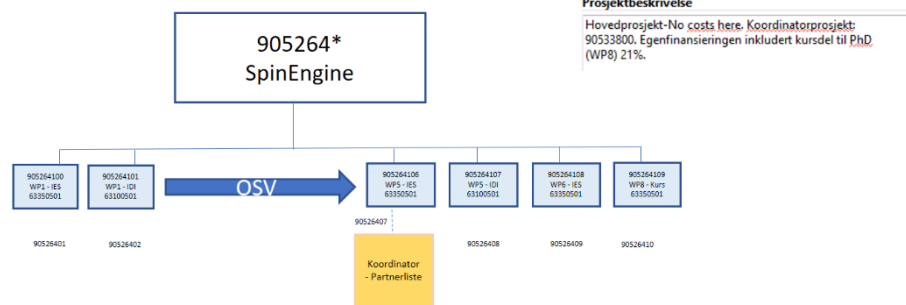 Prosjektbeskrivelse
Hovedprosjekt-No costs here. Koordinatorprosjekt:
90533800. Egenfinansieringen inkludert kursdel til PhD
(WP8) 21%.
905264*
SpinEngine
905264100
WP1 - IES
63350501
905264101
WP1 - IDI
63100501
OSV
905264106
WP5 - IES
63350501
905264107
WP5 - IDI
63100501
905264108
WP6 - IES
63350501
905264109
WP8 - Kurs
63350501
90526401
90526402
90526407
90526408
90526409
90526410
Koordinator
- Partnerliste